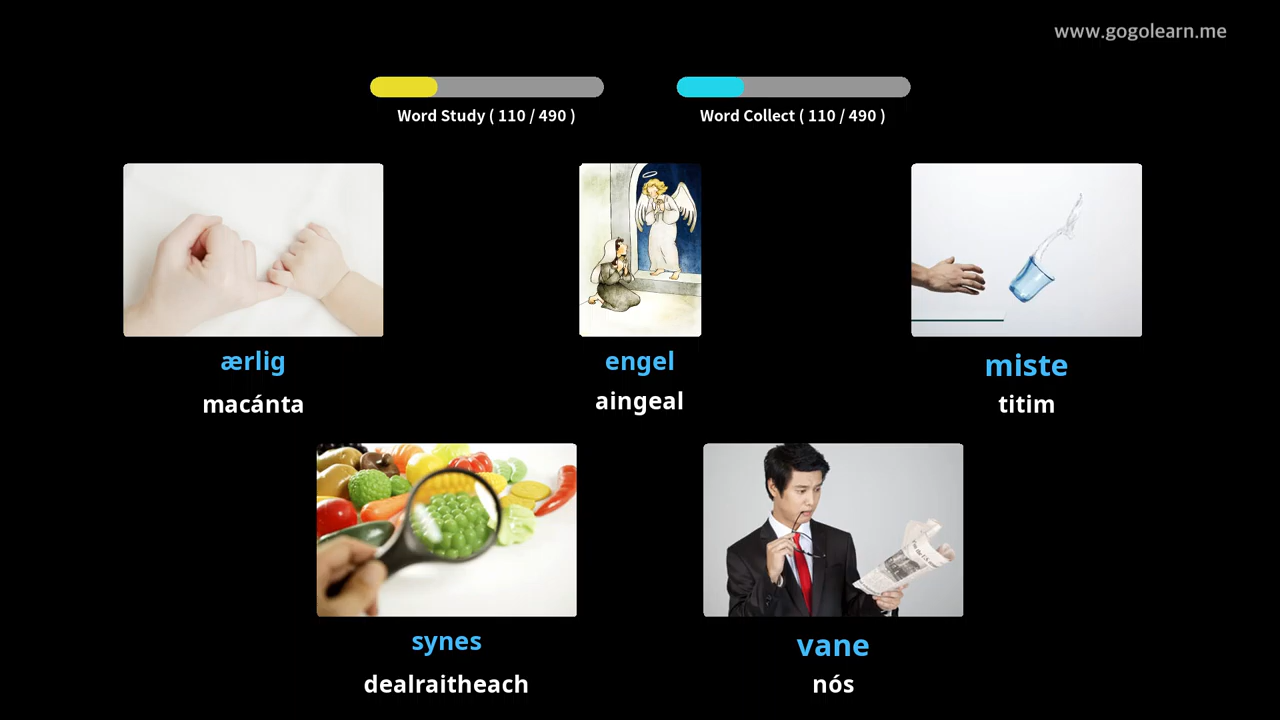 www.gogolearn.me
Word Study ( 110 / 490 )
Word Collect ( 110 / 490 )
ærlig
macánta
engel
aingeal
miste
titim
synes
dealraitheach
vane
nós